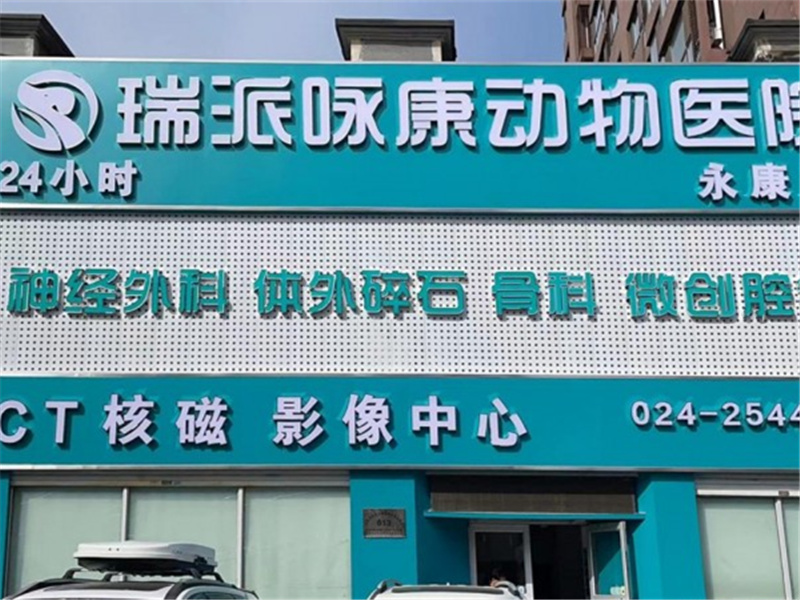 瑞派咏康动物医院
24小时 永康
神经外科 体外碎石 骨科 微创腔
CT核磁 影像中心 024-2544